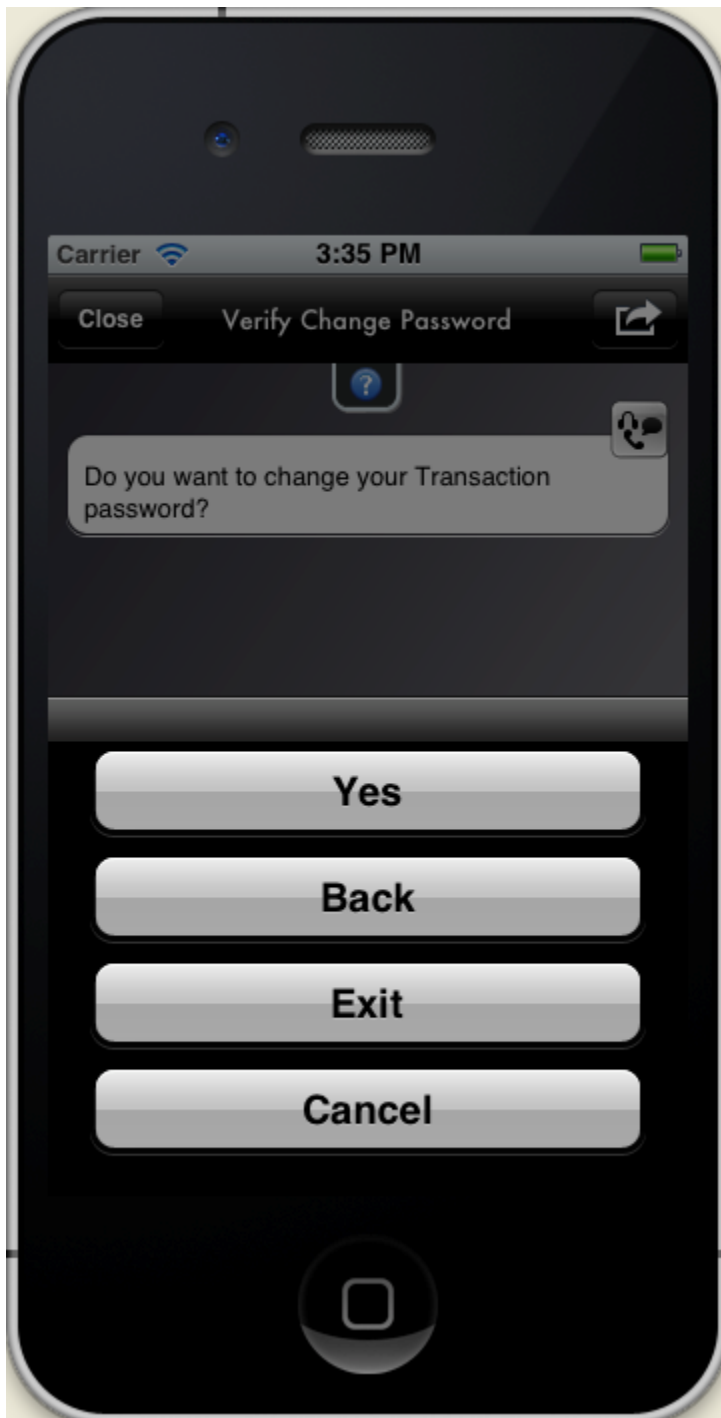 Carrier 3:35 PM
Close Verify Change Password
?
Do you want to change your Transaction
password?
Yes
Back
Exit
Cancel